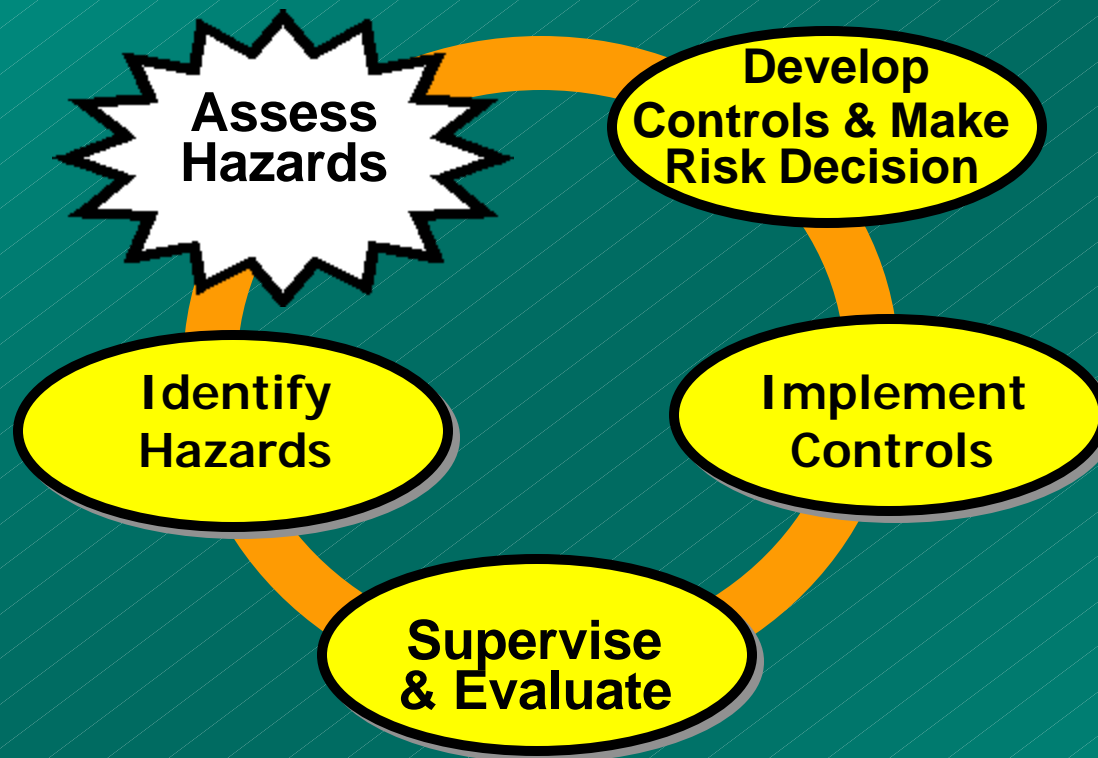 Assess
Hazards
Develop
Controls & Make
Risk Decision
Identify
Hazards
Implement
Controls
Supervise
& Evaluate